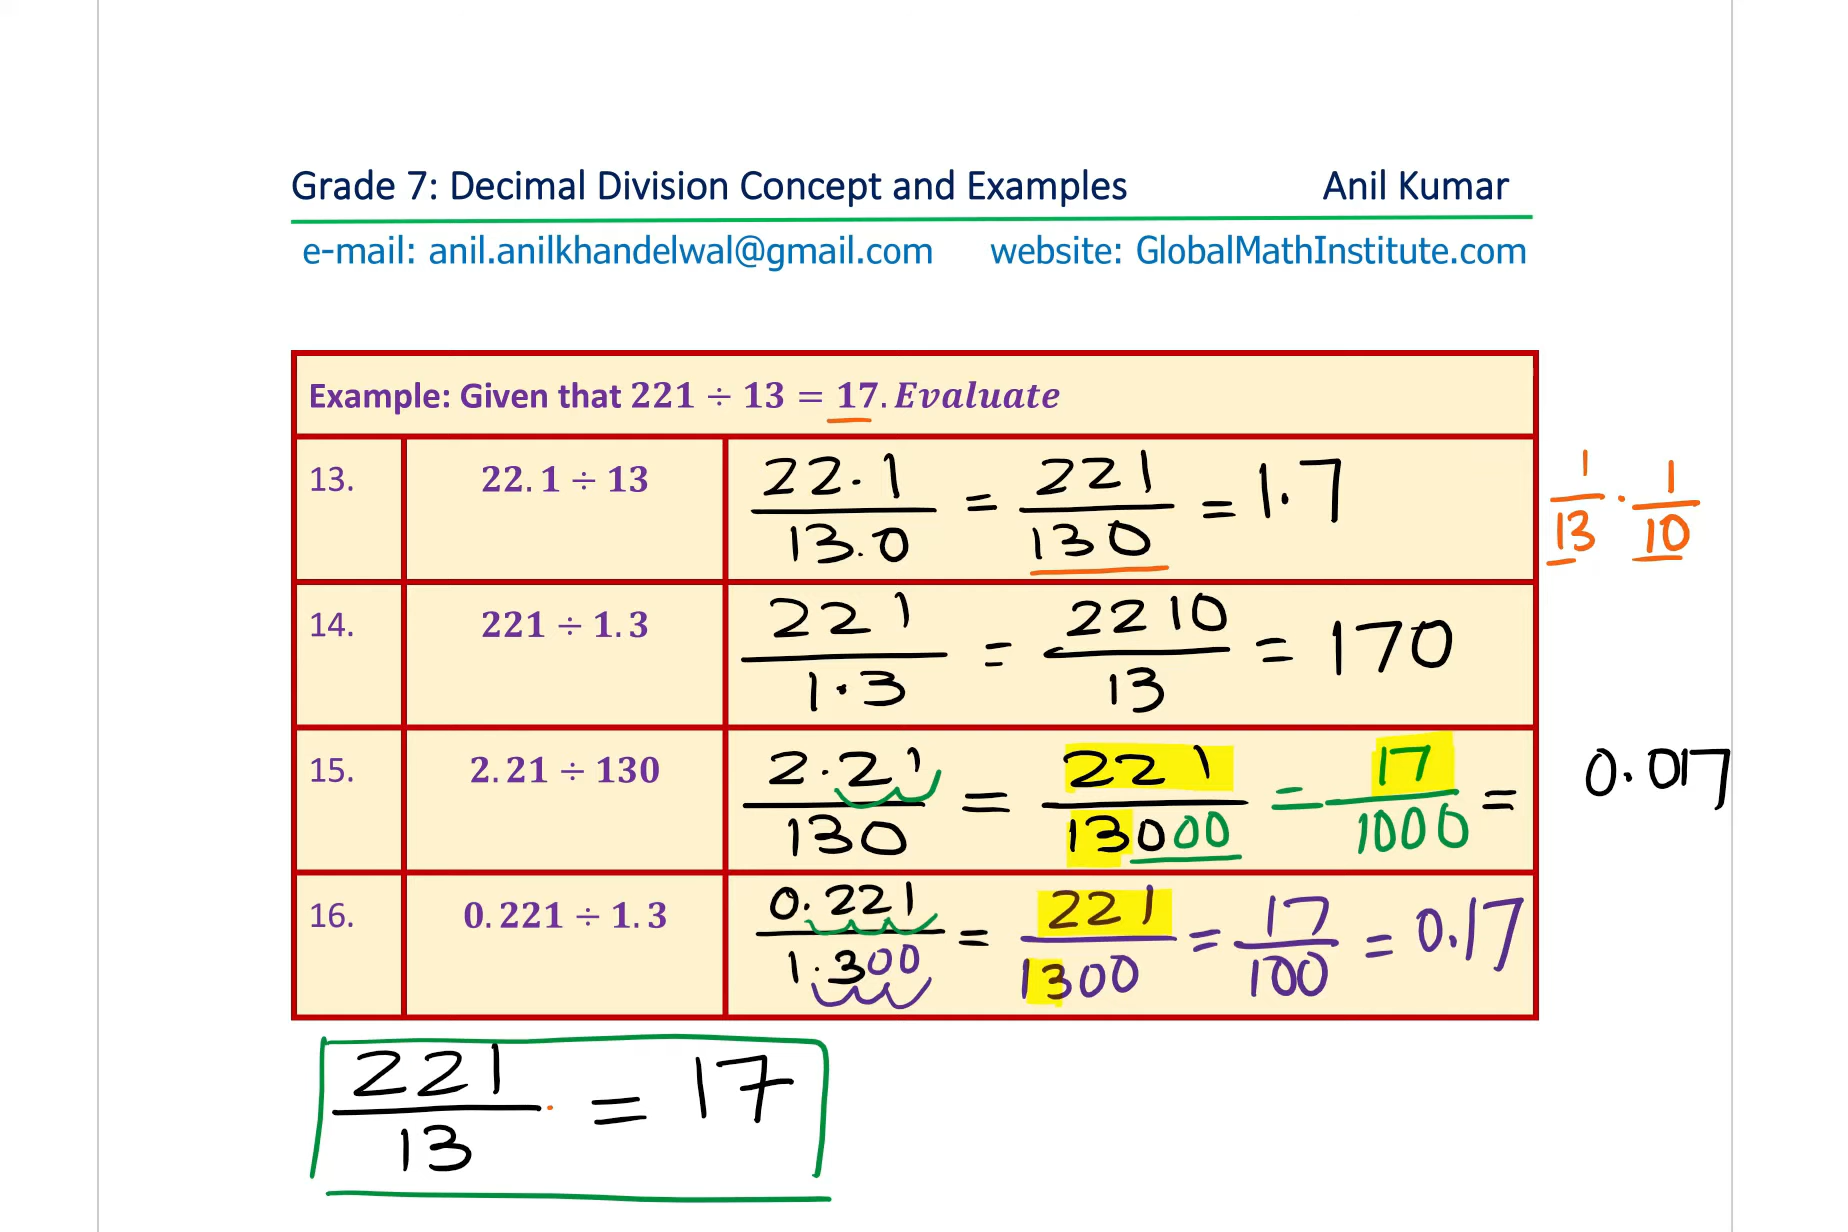 Grade 7: Decimal Division Concept and Examples Anil Kumar
e-mail: anil.anilkhandelwal@gmail.com website: GlobalMathInstitute.com
Example: Given that 221 ÷ 13 = 17. Evaluate
13. 22.1 ÷ 13 22.1/13.0 = 221/130 = 1.7 1/13 · 1/10
14. 221 ÷ 1.3 221/1.3 = 2210/13 = 170
15. 2.21 ÷ 130 2.21/130 = 221/13000 = 17/1000 = 0.017
16. 0.221 ÷ 1.3 0.221/1.300 = 221/1300 = 17/100 = 0.17
221/13 = 17